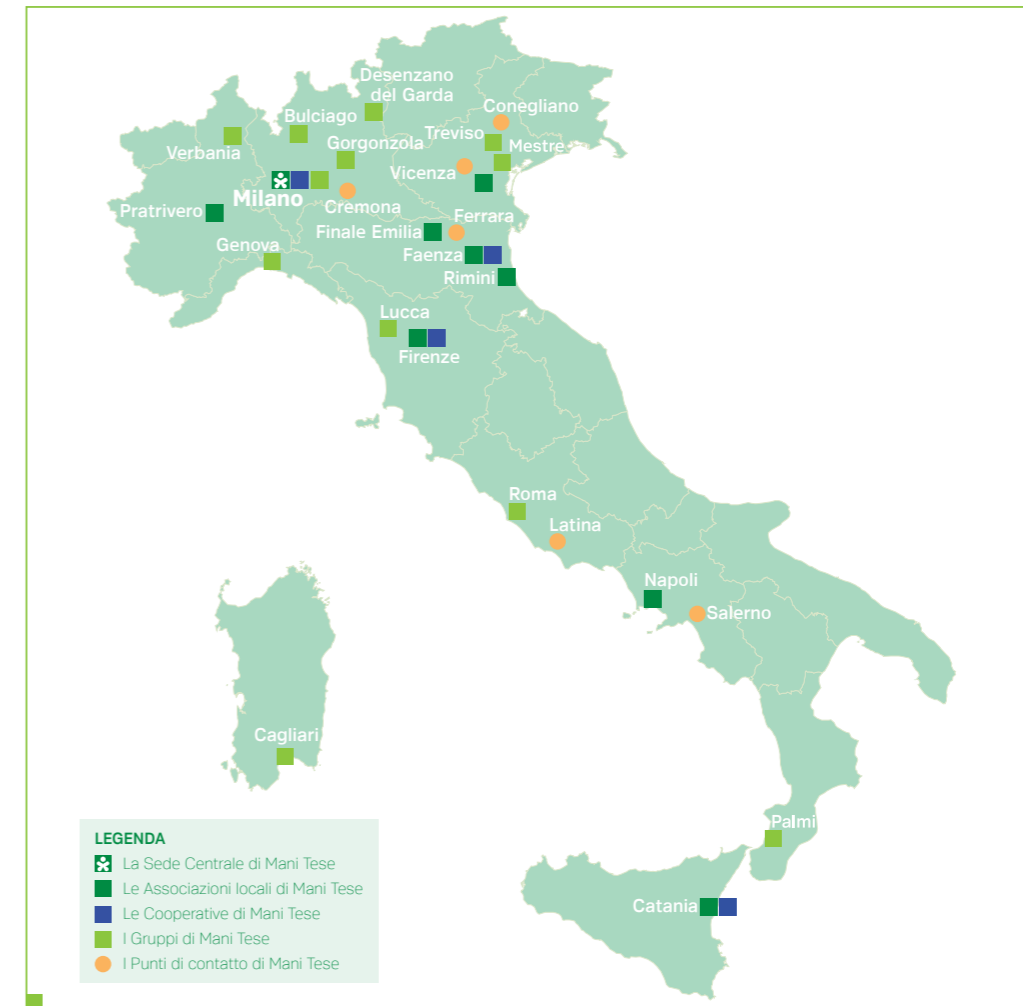 Desenzano
del Garda
Conegliano
Bulciago
Treviso
Mestre
Verbania
Gorgonzola
Vicenza
Milano
Cremona
Pratrivero
Ferrara
Finale Emilia
Genova
Faenza
Rimini
Lucca
Firenze
Roma
Latina
Napoli
Salerno
Cagliari
Palmi
Catania
LEGENDA
La Sede Centrale di Mani Tese
Le Associazioni locali di Mani Tese
Le Cooperative di Mani Tese
I Gruppi di Mani Tese
I Punti di contatto di Mani Tese